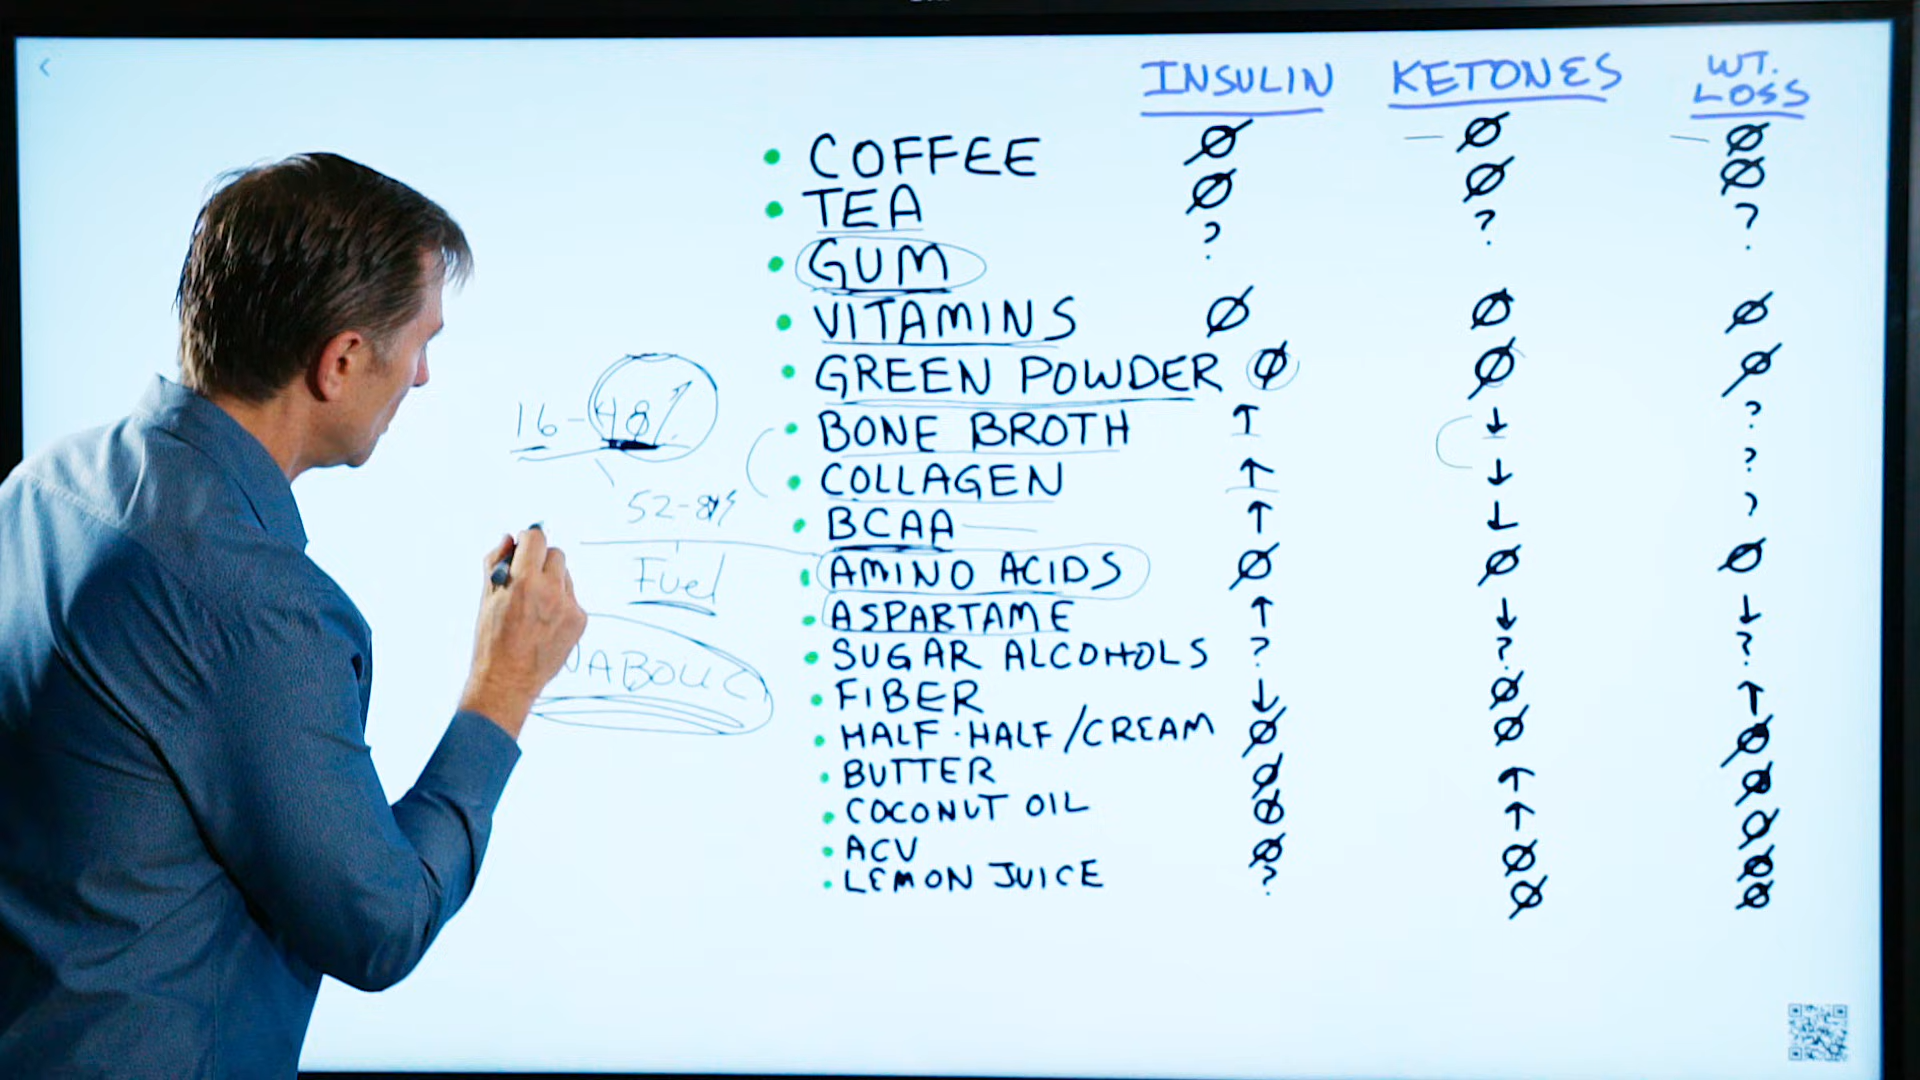 INSULIN KETONES WT. LOSS
• COFFEE Ø — Ø — Ø
• TEA Ø Ø Ø
• GUM ? ? ?
• VITAMINS Ø Ø Ø
• GREEN POWDER Ø Ø Ø
• BONE BROTH ↑ ↓ ?
• COLLAGEN ↑ ↓ ?
• BCAA ↑ ↓ ?
• AMINO ACIDS Ø Ø Ø
• ASPARTAME ↑ ↓ ↓
• SUGAR ALCOHOLS ? ? ?
• FIBER ↓ Ø ↑
• HALF·HALF/CREAM Ø Ø Ø
• BUTTER Ø ↑ Ø
• COCONUT OIL Ø ↑ Ø
• ACV Ø Ø Ø
• LEMON JUICE ? Ø Ø
16-48
Fuel